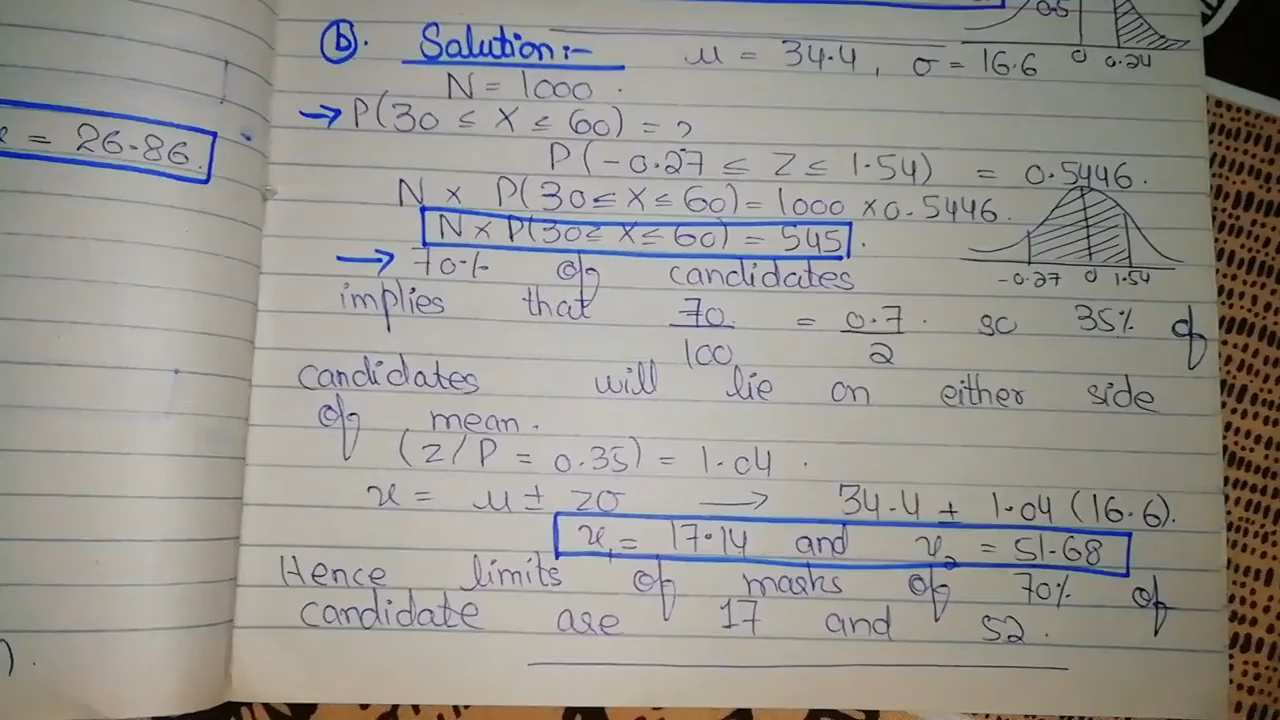 0.5
0 0.24
(b). Salution:- μ = 34.4, σ = 16.6
N = 1000.
→ P(30 ≤ X ≤ 60) = ?
= 26.86.
P(-0.27 ≤ Z ≤ 1.54) = 0.5446.
N × P(30 ≤ X ≤ 60) = 1000 × 0.5446.
N × P(30 ≤ X ≤ 60) = 545.
-0.27 0 1.54
→ 70% of candidates
implies that 70/100 = 0.7/2. so 35% of
candidates will lie on either side
of mean.
(Z/P = 0.35) = 1.04.
x = μ ± zσ → 34.4 ± 1.04 (16.6).
x₁ = 17.14 and x₂ = 51.68
Hence limits of marks of 70% of
candidate are 17 and 52.
).